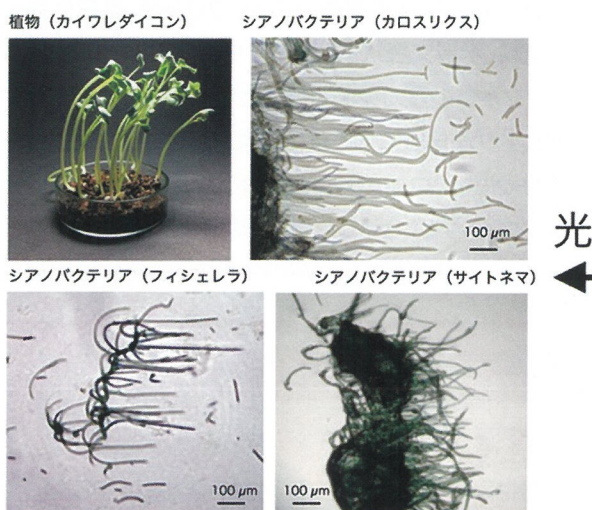 植物（カイワレダイコン）
シアノバクテリア（カロスリクス）
100 µm
光
シアノバクテリア（フィシェレラ）
シアノバクテリア（サイトネマ）
100 µm
100 µm